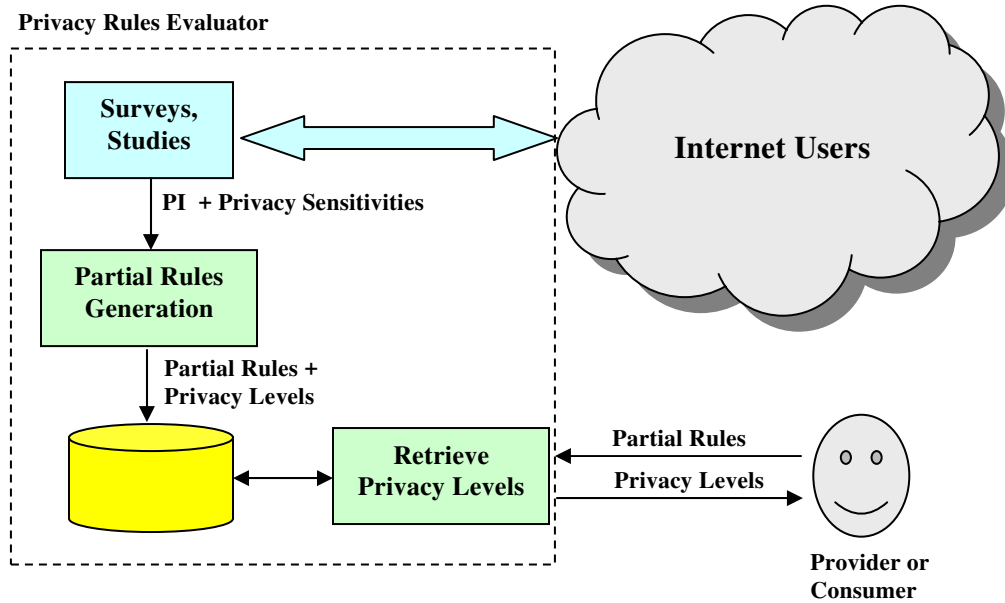 Privacy Rules Evaluator
Surveys,
Studies
Internet Users
PI + Privacy Sensitivities
Partial Rules
Generation
Partial Rules +
Privacy Levels
Retrieve
Privacy Levels
Partial Rules
Privacy Levels
Provider or
Consumer